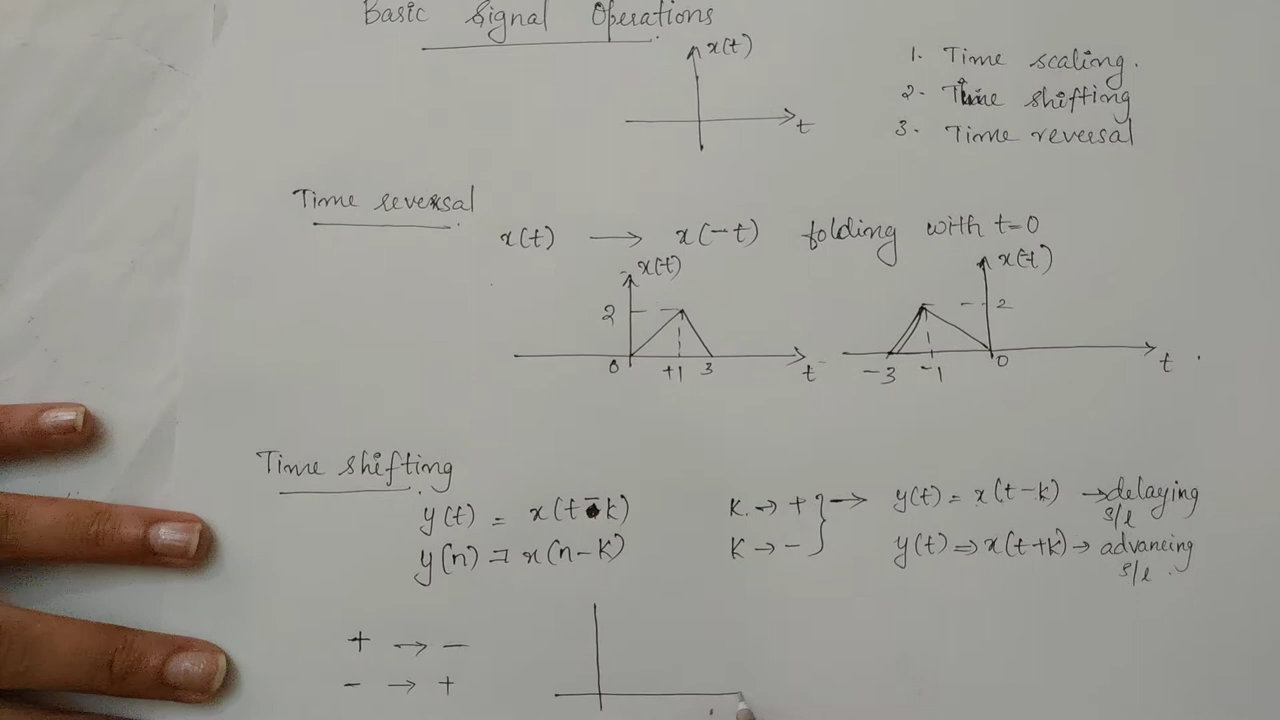 Basic Signal Operations
x(t)
t
1. Time scaling.
2. Time shifting
3. Time reversal
Time reversal
x(t) → x(-t) folding with t=0
x(t)
2
0 +1 3 t
x(-t)
2
-3 -1 0 t
Time shifting
y(t) = x(t-k) K → + } → y(t) = x(t-k) → delaying s/l
y(n) = x(n-k) K → - y(t) ⇒ x(t+k) → advancing s/l.
+ → -
- → +